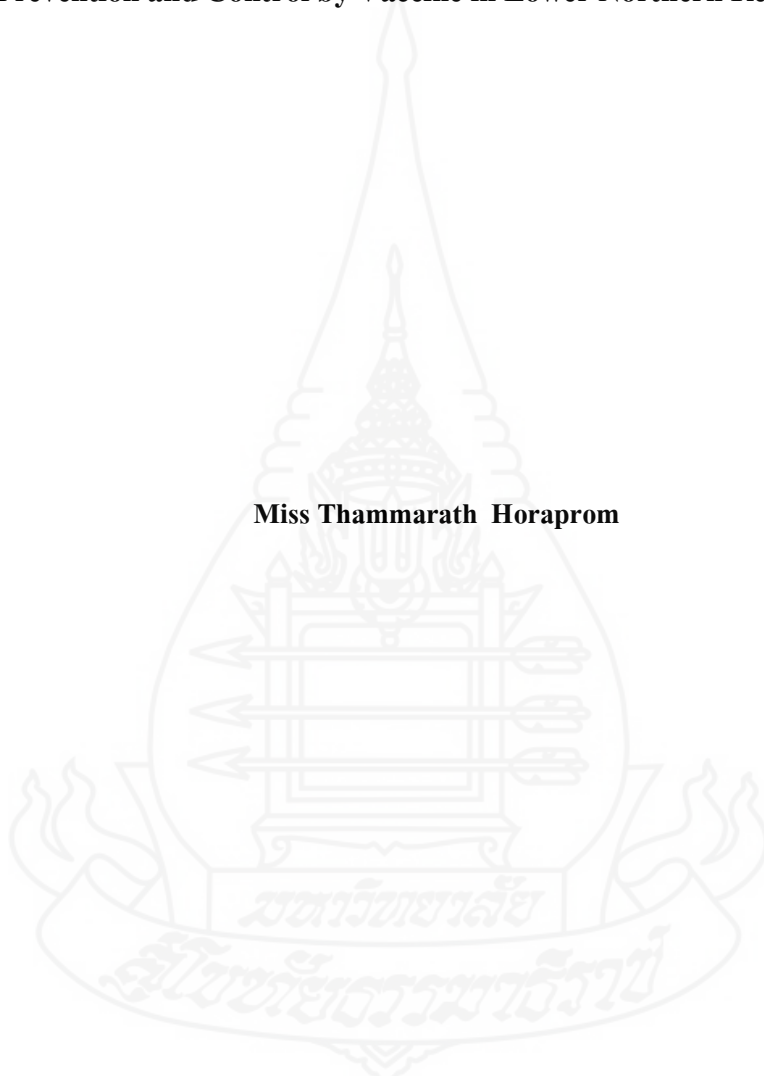 Prevention and Control by Vaccine in Lower Northern
Miss Thammarath Horaprom
มหาวิทยาลัย
สุโขทัยธรรมาธิราช